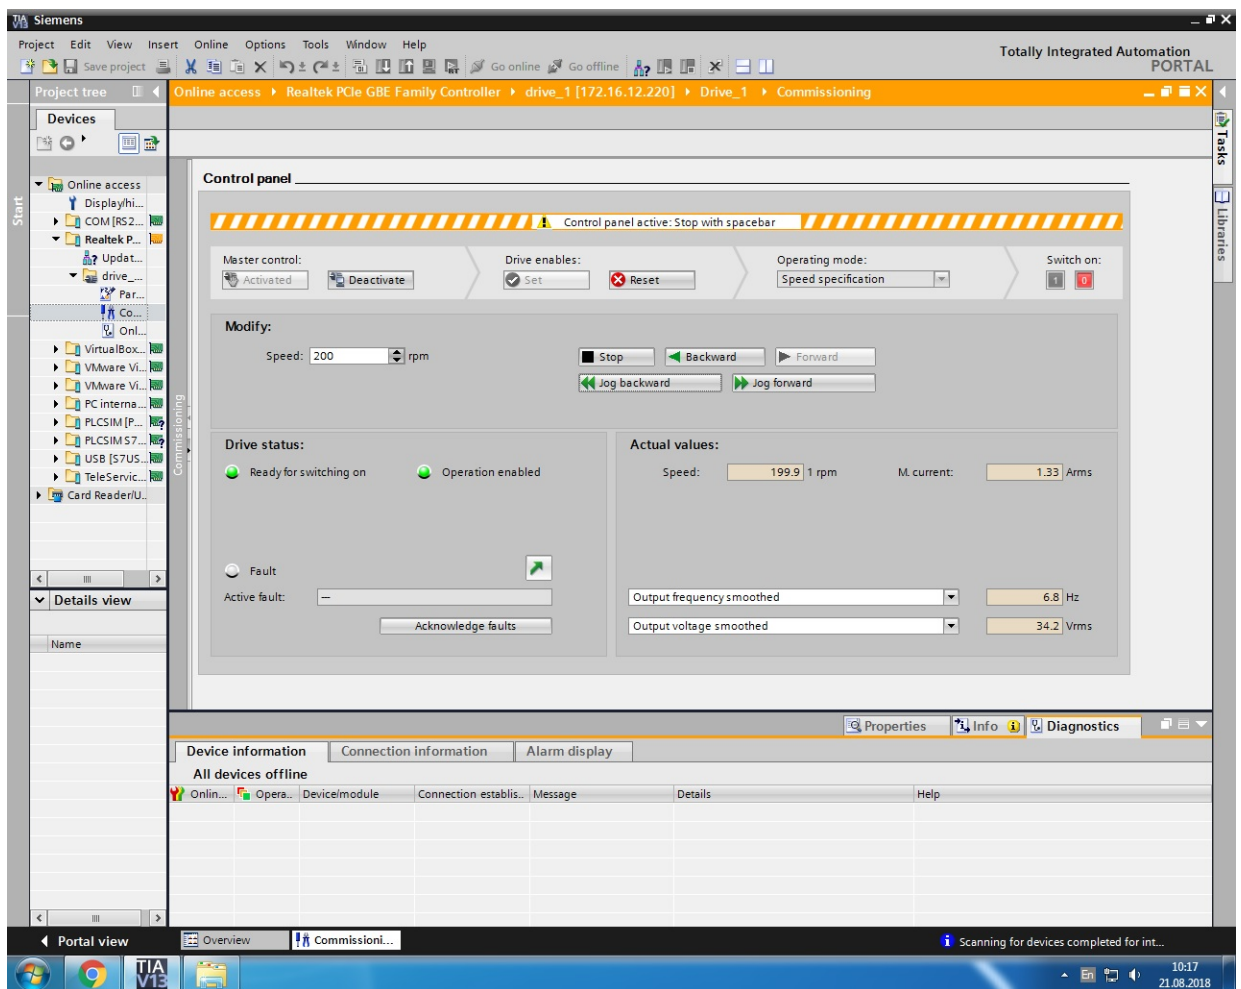 TIA V13 Siemens
Project Edit View Insert Online Options Tools Window Help
Totally Integrated Automation
PORTAL
Save project Go online Go offline
Project tree
Online access Realtek PCIe GBE Family Controller drive_1 [172.16.12.220] Drive_1 Commissioning
Devices
Tasks
Libraries
Start
Online access
Display/hi...
COM [RS2...
Realtek P...
Updat...
drive_...
Par...
Co...
Onl...
VirtualBox...
VMware Vi...
VMware Vi...
PC interna...
PLCSIM [P...
PLCSIM S7...
USB [S7US...
TeleServic...
Card Reader/U..
Commissioning
Control panel
Control panel active: Stop with spacebar
Master control: Drive enables: Operating mode: Switch on:
Activated Deactivate Set Reset Speed specification 1 0
Modify:
Speed: 200 rpm Stop Backward Forward
Jog backward Jog forward
Drive status: Actual values:
Ready for switching on Operation enabled Speed: 199.9 1 rpm M. current: 1.33 Arms
Fault
Active fault: — Output frequency smoothed 6.8 Hz
Acknowledge faults Output voltage smoothed 34.2 Vrms
Details view
Name
Properties Info Diagnostics
Device information Connection information Alarm display
All devices offline
Onlin... Opera.. Device/module Connection establis.. Message Details Help
Portal view Overview Commissioni... Scanning for devices completed for int...
TIA V13 En 10:17
21.08.2018